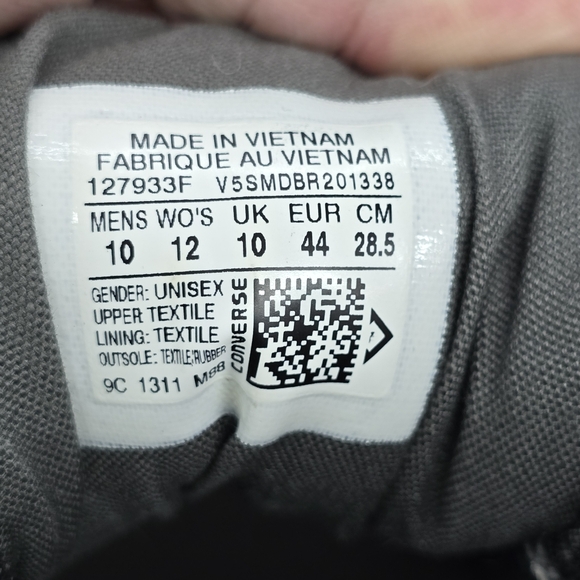 MADE IN VIETNAM
FABRIQUE AU VIETNAM
127933F V5SMDBR201338
MENS WO'S UK EUR CM
10 12 10 44 28.5
GENDER: UNISEX
UPPER TEXTILE
LINING: TEXTILE
OUTSOLE: TEXTILE/RUBBER
9C 1311 M9B
CONVERSE